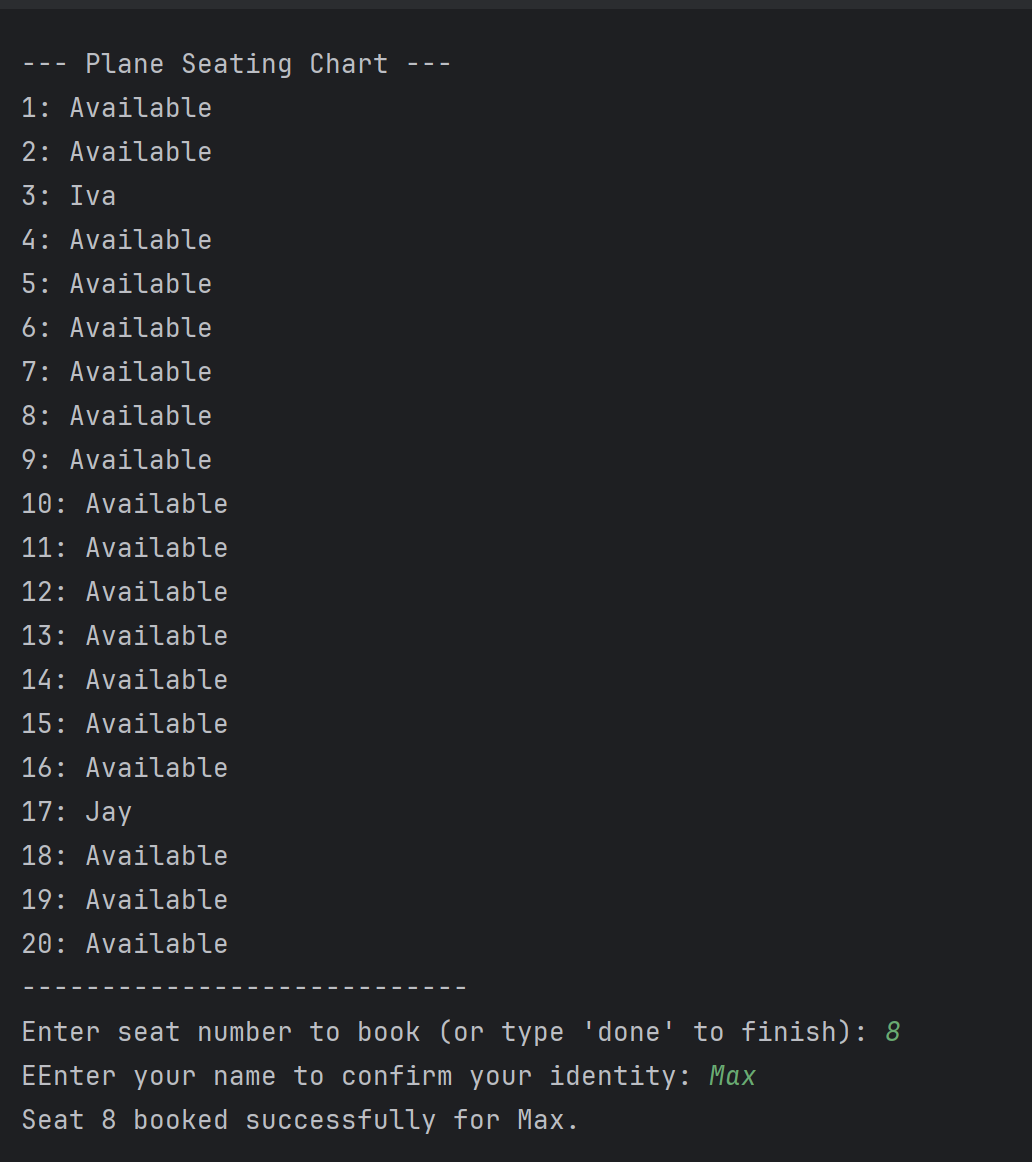 --- Plane Seating Chart ---
1: Available
2: Available
3: Iva
4: Available
5: Available
6: Available
7: Available
8: Available
9: Available
10: Available
11: Available
12: Available
13: Available
14: Available
15: Available
16: Available
17: Jay
18: Available
19: Available
20: Available
----------------------------
Enter seat number to book (or type 'done' to finish): 8
EEnter your name to confirm your identity: Max
Seat 8 booked successfully for Max.